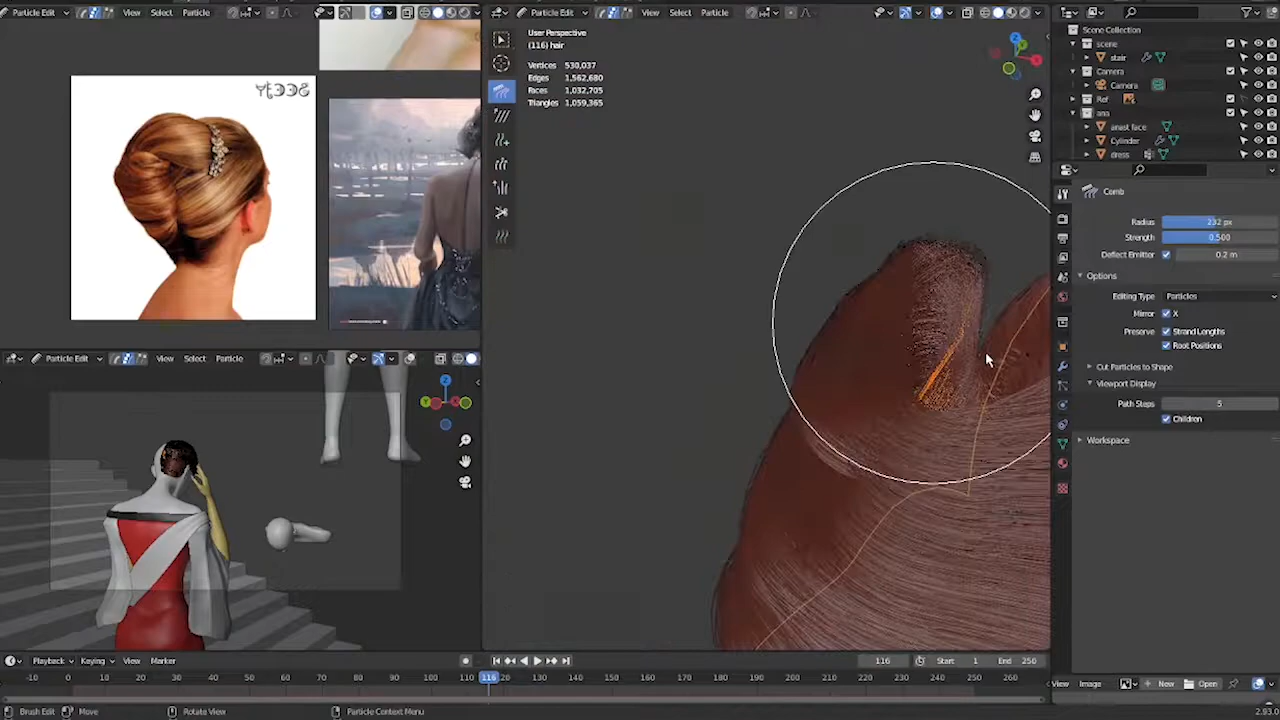 Particle Edit View Select Particle
Particle Edit View Select Particle
User Perspective
(116) hair
Vertices 530,037
Edges 1,562,680
Faces 1,032,705
Triangles 1,059,365
Particle Edit View Select Particle
Scene Collection
scene
stair
Camera
Camera
Ref
ana
anast face
Cylinder
dress
Comb
Radius 232 px
Strength 0.500
Deflect Emitter 0.2 m
Options
Editing Type Particles
Mirror X
Preserve Strand Lengths
Root Positions
Cut Particles to Shape
Viewport Display
Path Steps 5
Children
Workspace
Playback Keying View Marker
116 Start 1 End 250
-10 0 10 20 30 40 50 60 70 80 90 100 110 116 120 130 140 150 160 170 180 190 200 210 220 230 240 250 260
View Image New Open
Brush Edit Move Rotate View Particle Context Menu 2.93.0